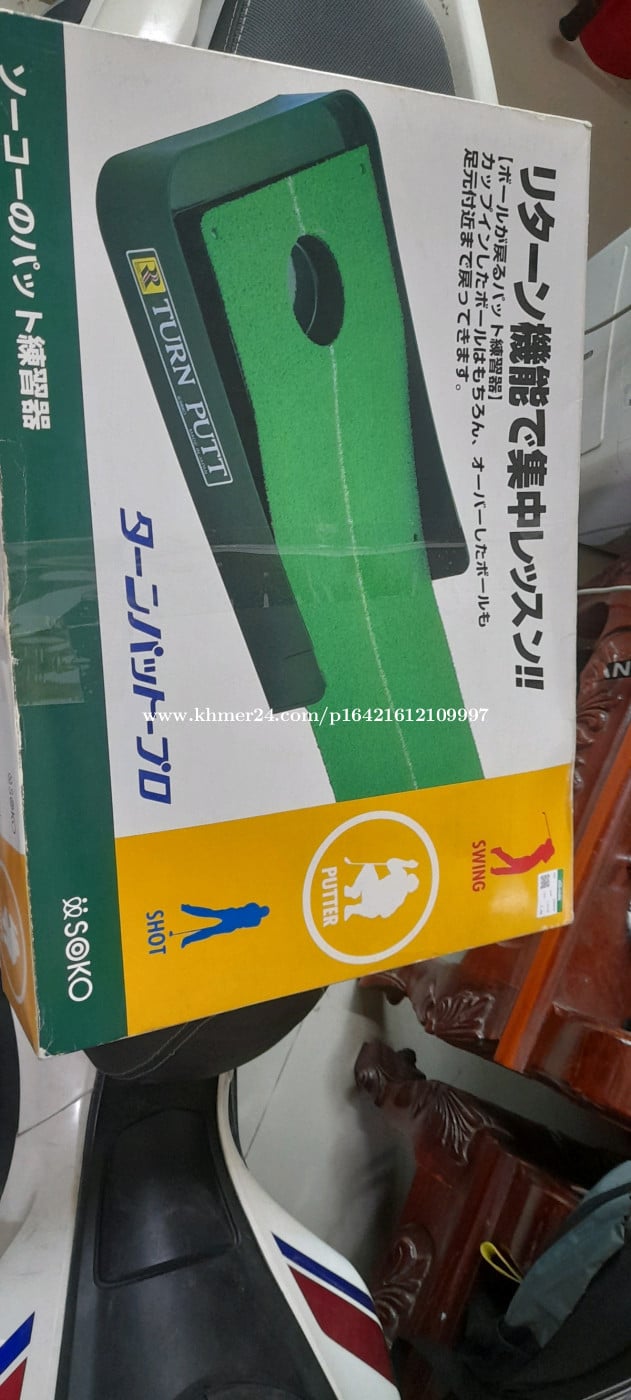 リターン機能で集中レッスン!!
【ボールが戻るパット練習器】
カップインしたボールはもちろん、オーバーしたボールも
足元付近まで戻ってきます。
TURN PUTT
ターンパット-プロ
SWING
PUTTER
SHOT
ソーコーのパット練習器
SOKO
SOKO
www.khmer24.com/p16421612109997